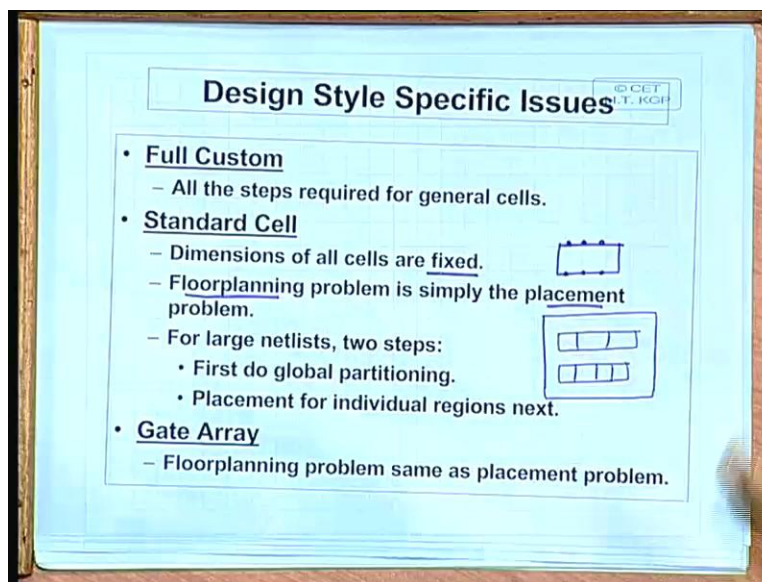 Design Style Specific Issues
© CET
I.I.T. KGP
• Full Custom
– All the steps required for general cells.
• Standard Cell
– Dimensions of all cells are fixed.
– Floorplanning problem is simply the placement
problem.
– For large netlists, two steps:
• First do global partitioning.
• Placement for individual regions next.
• Gate Array
– Floorplanning problem same as placement problem.